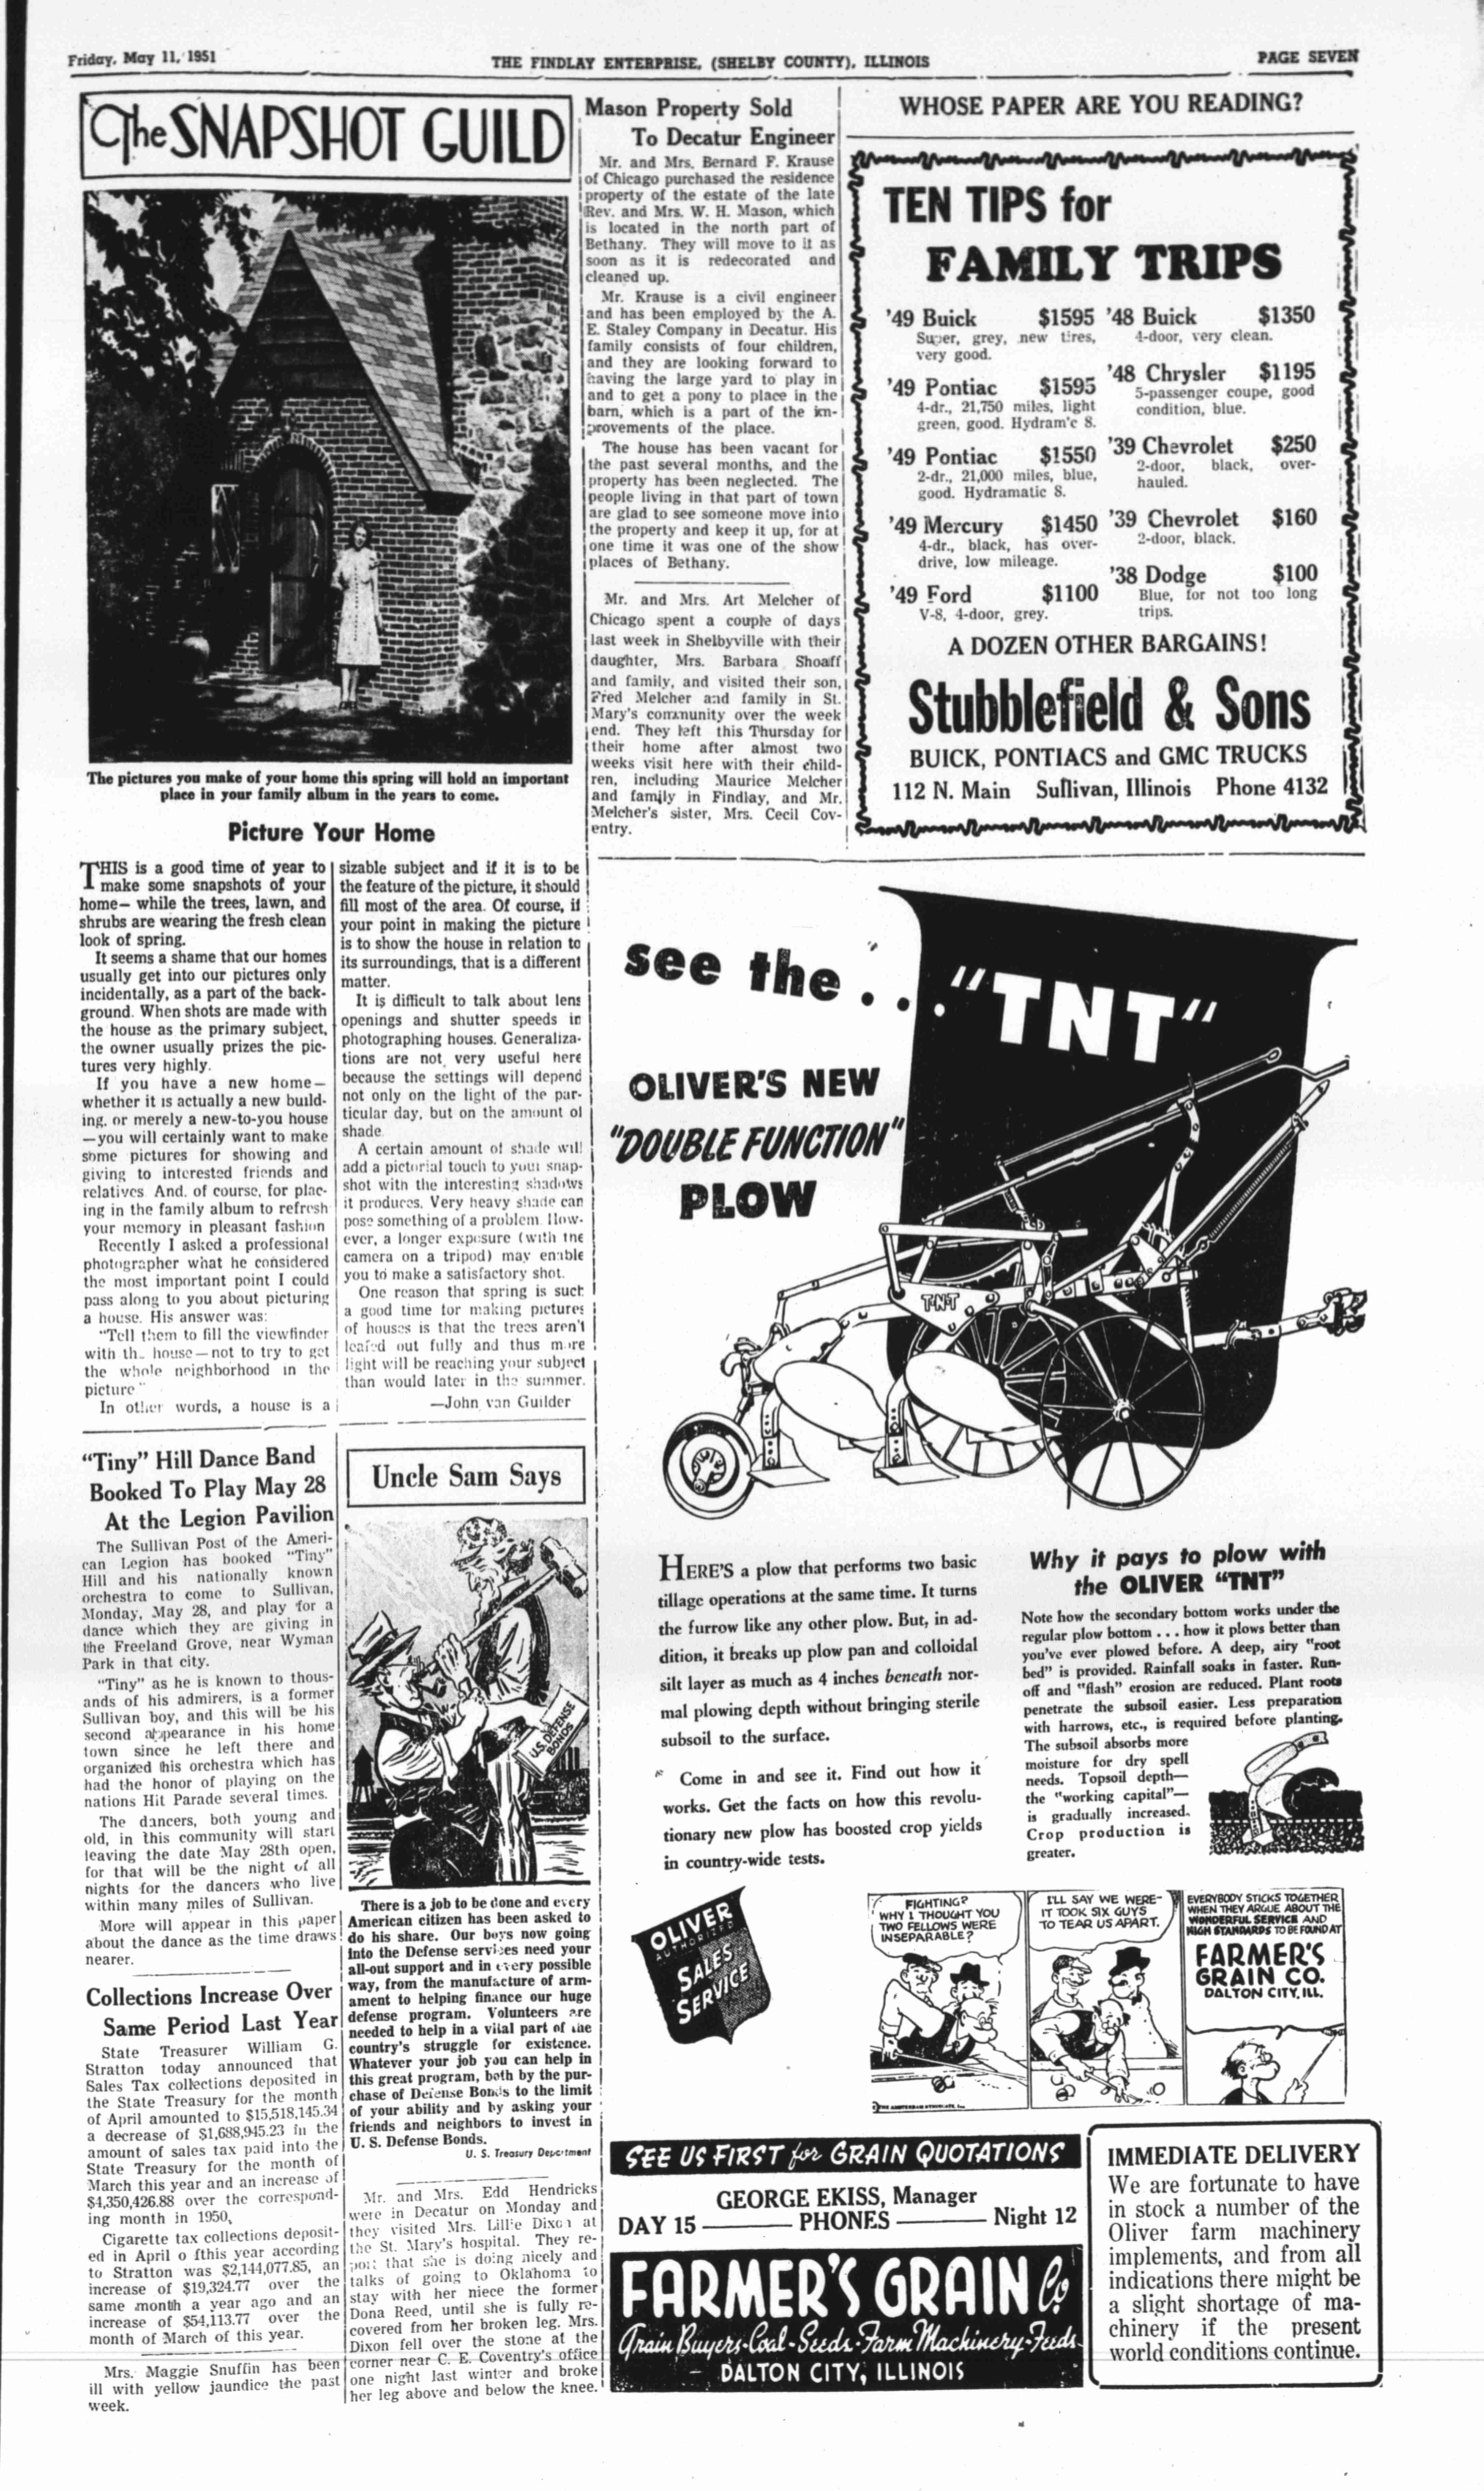 Friday, May 11, 1951
THE FINDLAY ENTERPRISE, (SHELBY COUNTY), ILLINOIS
PAGE SEVEN
The SNAPSHOT GUILD
The pictures you make of your home this spring will hold an important
place in your family album in the years to come.
Picture Your Home
THIS is a good time of year to
make some snapshots of your
home— while the trees, lawn, and
shrubs are wearing the fresh clean
look of spring.
It seems a shame that our homes
usually get into our pictures only
incidentally, as a part of the back-
ground. When shots are made with
the house as the primary subject,
the owner usually prizes the pic-
tures very highly.
If you have a new home—
whether it is actually a new build-
ing, or merely a new-to-you house
—you will certainly want to make
some pictures for showing and
giving to interested friends and
relatives. And, of course, for plac-
ing in the family album to refresh
your memory in pleasant fashion
Recently I asked a professional
photographer what he considered
the most important point I could
pass along to you about picturing
a house. His answer was:
"Tell them to fill the viewfinder
with the house—not to try to get
the whole neighborhood in the
picture"
In other words, a house is a
sizable subject and if it is to be
the feature of the picture, it should
fill most of the area. Of course, if
your point in making the picture
is to show the house in relation to
its surroundings, that is a different
matter.
It is difficult to talk about lens
openings and shutter speeds in
photographing houses. Generaliza-
tions are not very useful here
because the settings will depend
not only on the light of the par-
ticular day, but on the amount of
shade
A certain amount of shade will
add a pictorial touch to your snap-
shot with the interesting shadows
it produces. Very heavy shade can
pose something of a problem. How-
ever, a longer exposure (with the
camera on a tripod) may enable
you to make a satisfactory shot.
One reason that spring is such
a good time for making pictures
of houses is that the trees aren't
leafed out fully and thus more
light will be reaching your subject
than would later in the summer.
—John van Guilder
"Tiny" Hill Dance Band
Booked To Play May 28
At the Legion Pavilion
The Sullivan Post of the Ameri-
can Legion has booked "Tiny"
Hill and his nationally known
orchestra to come to Sullivan,
Monday, May 28, and play for a
dance which they are giving in
the Freeland Grove, near Wyman
Park in that city.
"Tiny" as he is known to thous-
ands of his admirers, is a former
Sullivan boy, and this will be his
second appearance in his home
town since he left there and
organized his orchestra which has
had the honor of playing on the
nations Hit Parade several times.
The dancers, both young and
old, in this community will start
leaving the date May 28th open,
for that will be the night of all
nights for the dancers who live
within many miles of Sullivan.
More will appear in this paper
about the dance as the time draws
nearer.
Collections Increase Over
Same Period Last Year
State Treasurer William G.
Stratton today announced that
Sales Tax collections deposited in
the State Treasury for the month
of April amounted to $15,518,145.34
a decrease of $1,688,945.23 in the
amount of sales tax paid into the
State Treasury for the month of
March this year and an increase of
$4,350,426.88 over the correspond-
ing month in 1950,
Cigarette tax collections deposit-
ed in April o fthis year according
to Stratton was $2,144,077.85, an
increase of $19,324.77 over the
same month a year ago and an
increase of $54,113.77 over the
month of March of this year.
Mrs. Maggie Snuffin has been
ill with yellow jaundice the past
week.
Uncle Sam Says
U.S. DEFENSE
BONDS
There is a job to be done and every
American citizen has been asked to
do his share. Our boys now going
into the Defense services need your
all-out support and in every possible
way, from the manufacture of arm-
ament to helping finance our huge
defense program. Volunteers are
needed to help in a vital part of the
country's struggle for existence.
Whatever your job you can help in
this great program, both by the pur-
chase of Defense Bonds to the limit
of your ability and by asking your
friends and neighbors to invest in
U. S. Defense Bonds.
U. S. Treasury Department
Mr. and Mrs. Edd Hendricks
were in Decatur on Monday and
they visited Mrs. Lillie Dixon at
the St. Mary's hospital. They re-
port that she is doing nicely and
talks of going to Oklahoma to
stay with her niece the former
Dona Reed, until she is fully re-
covered from her broken leg. Mrs.
Dixon fell over the stone at the
corner near C. E. Coventry's office
one night last winter and broke
her leg above and below the knee.
Mason Property Sold
To Decatur Engineer
Mr. and Mrs. Bernard F. Krause
of Chicago purchased the residence
property of the estate of the late
Rev. and Mrs. W. H. Mason, which
is located in the north part of
Bethany. They will move to it as
soon as it is redecorated and
cleaned up.
Mr. Krause is a civil engineer
and has been employed by the A.
E. Staley Company in Decatur. His
family consists of four children,
and they are looking forward to
having the large yard to play in
and to get a pony to place in the
barn, which is a part of the im-
provements of the place.
The house has been vacant for
the past several months, and the
property has been neglected. The
people living in that part of town
are glad to see someone move into
the property and keep it up, for at
one time it was one of the show
places of Bethany.
Mr. and Mrs. Art Melcher of
Chicago spent a couple of days
last week in Shelbyville with their
daughter, Mrs. Barbara Shoaff
and family, and visited their son,
Fred Melcher and family in St.
Mary's community over the week
end. They left this Thursday for
their home after almost two
weeks visit here with their child-
ren, including Maurice Melcher
and family in Findlay, and Mr.
Melcher's sister, Mrs. Cecil Cov-
entry.
WHOSE PAPER ARE YOU READING?
TEN TIPS for
FAMILY TRIPS
'49 Buick $1595
Super, grey, new tires,
very good.
'49 Pontiac $1595
4-dr., 21,750 miles, light
green, good. Hydram'c 8.
'49 Pontiac $1550
2-dr., 21,000 miles, blue,
good. Hydramatic 8.
'49 Mercury $1450
4-dr., black, has over-
drive, low mileage.
'49 Ford $1100
V-8, 4-door, grey.
'48 Buick $1350
4-door, very clean.
'48 Chrysler $1195
5-passenger coupe, good
condition, blue.
'39 Chevrolet $250
2-door, black, over-
hauled.
'39 Chevrolet $160
2-door, black.
'38 Dodge $100
Blue, for not too long
trips.
A DOZEN OTHER BARGAINS!
Stubblefield & Sons
BUICK, PONTIACS and GMC TRUCKS
112 N. Main Sullivan, Illinois Phone 4132
see the . . . "TNT"
OLIVER'S NEW
"DOUBLE FUNCTION"
PLOW
TNT
HERE'S a plow that performs two basic
tillage operations at the same time. It turns
the furrow like any other plow. But, in ad-
dition, it breaks up plow pan and colloidal
silt layer as much as 4 inches beneath nor-
mal plowing depth without bringing sterile
subsoil to the surface.
Come in and see it. Find out how it
works. Get the facts on how this revolu-
tionary new plow has boosted crop yields
in country-wide tests.
Why it pays to plow with
the OLIVER "TNT"
Note how the secondary bottom works under the
regular plow bottom . . . how it plows better than
you've ever plowed before. A deep, airy "root
bed" is provided. Rainfall soaks in faster. Run-
off and "flash" erosion are reduced. Plant roots
penetrate the subsoil easier. Less preparation
with harrows, etc., is required before planting.
The subsoil absorbs more
moisture for dry spell
needs. Topsoil depth—
the "working capital"—
is gradually increased.
Crop production is
greater.
OLIVER
AUTHORIZED
SALES
SERVICE
FIGHTING?
WHY I THOUGHT YOU
TWO FELLOWS WERE
INSEPARABLE?
I'LL SAY WE WERE-
IT TOOK SIX GUYS
TO TEAR US APART.
EVERYBODY STICKS TOGETHER
WHEN THEY ARGUE ABOUT THE
WONDERFUL SERVICE AND
HIGH STANDARDS TO BE FOUND AT
FARMER'S
GRAIN CO.
DALTON CITY, ILL.
SEE US FIRST for GRAIN QUOTATIONS
GEORGE EKISS, Manager
DAY 15 — PHONES — Night 12
FARMER'S GRAIN Co
Grain Buyers-Coal-Seeds-Farm Machinery-Feeds
DALTON CITY, ILLINOIS
IMMEDIATE DELIVERY
We are fortunate to have
in stock a number of the
Oliver farm machinery
implements, and from all
indications there might be
a slight shortage of ma-
chinery if the present
world conditions continue.